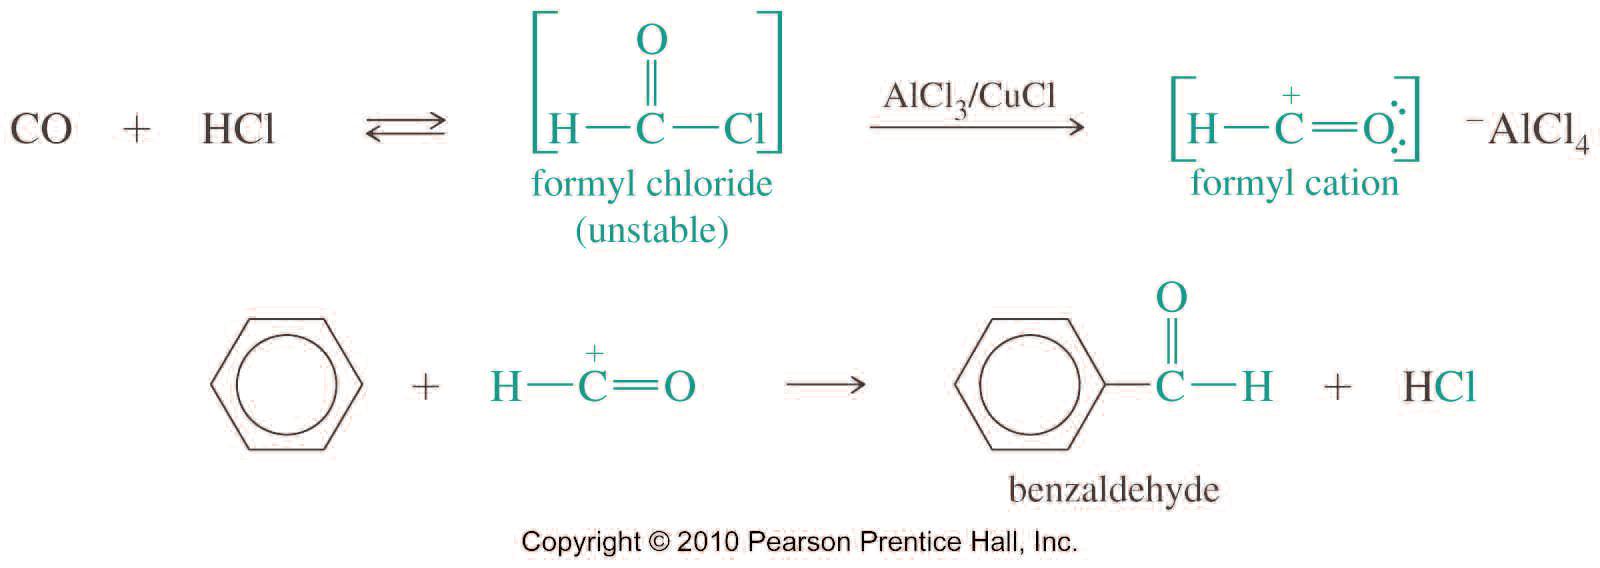 CO + HCl ⇌ [H—C(=O)—Cl] AlCl₃/CuCl → [H—C⁺=O:] ⁻AlCl₄
formyl chloride
(unstable)
formyl cation
+ H—C⁺=O → O=C—H + HCl
benzaldehyde
Copyright © 2010 Pearson Prentice Hall, Inc.